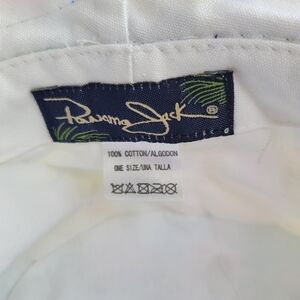 Panama Jack ®
100% COTTON/ALGODON
ONE SIZE/UNA TALLA